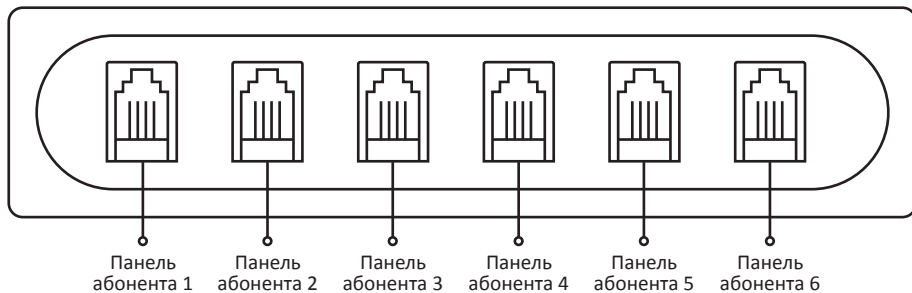 Панель абонента 1
Панель абонента 2
Панель абонента 3
Панель абонента 4
Панель абонента 5
Панель абонента 6